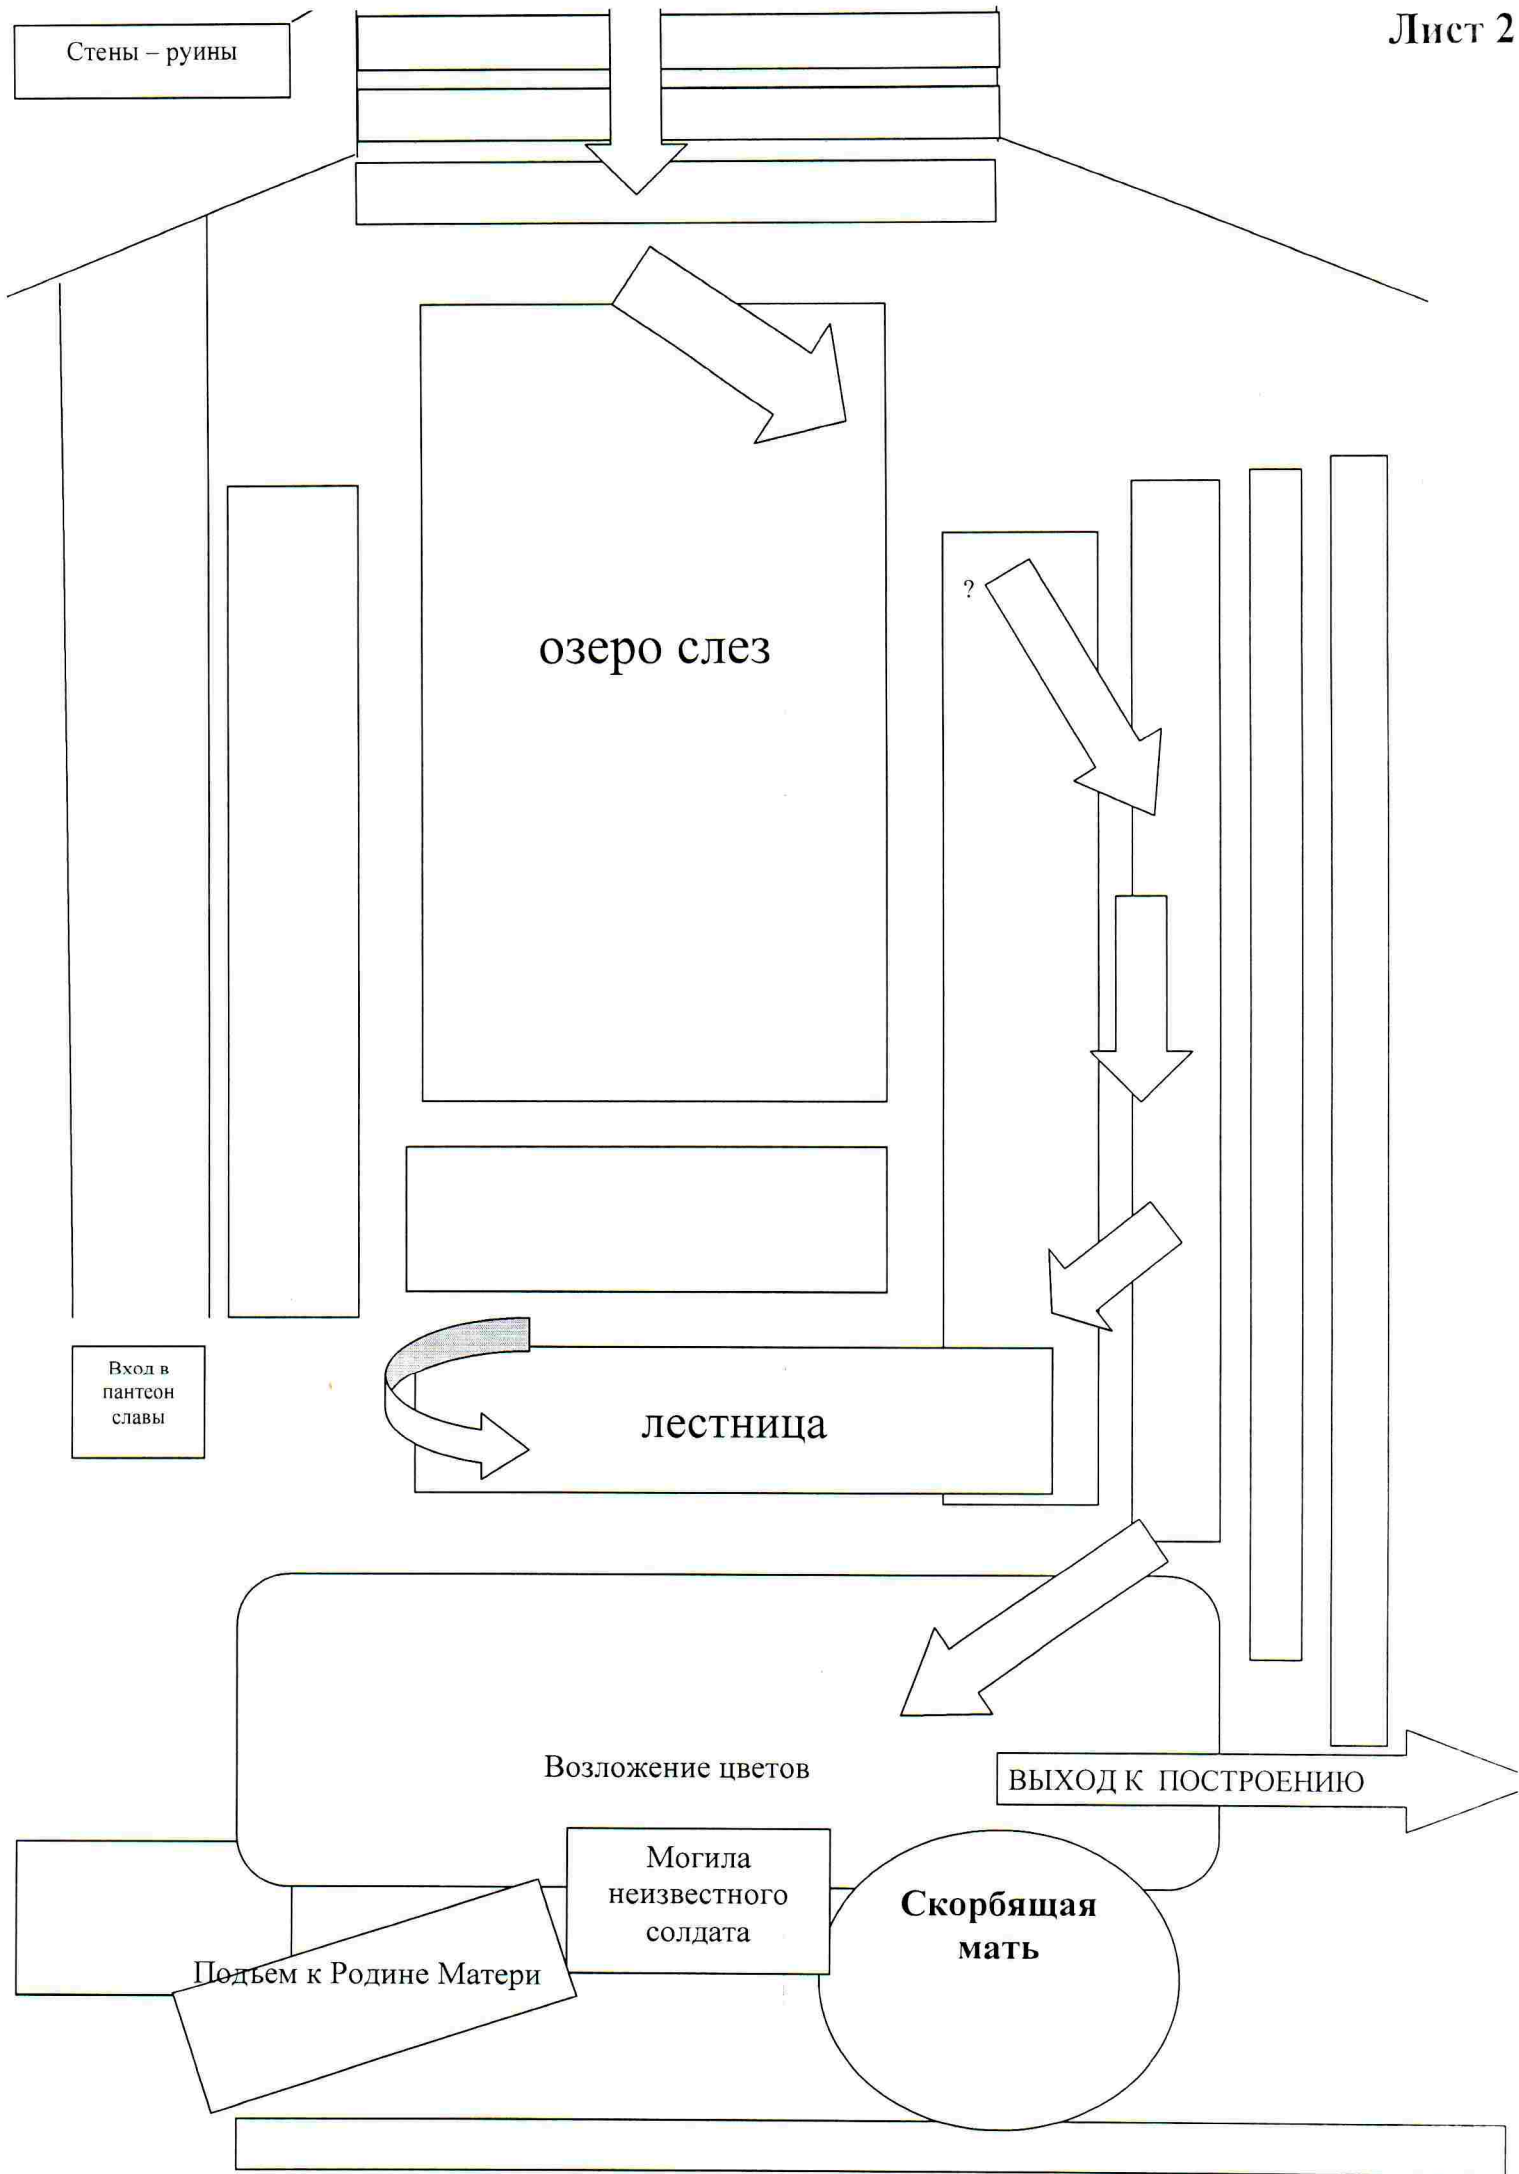 Лист 2
Стены – руины
?
озеро слез
Вход в
пантеон
славы
лестница
Возложение цветов
ВЫХОД К ПОСТРОЕНИЮ
Могила
неизвестного
солдата
Скорбящая
мать
Подъем к Родине Матери